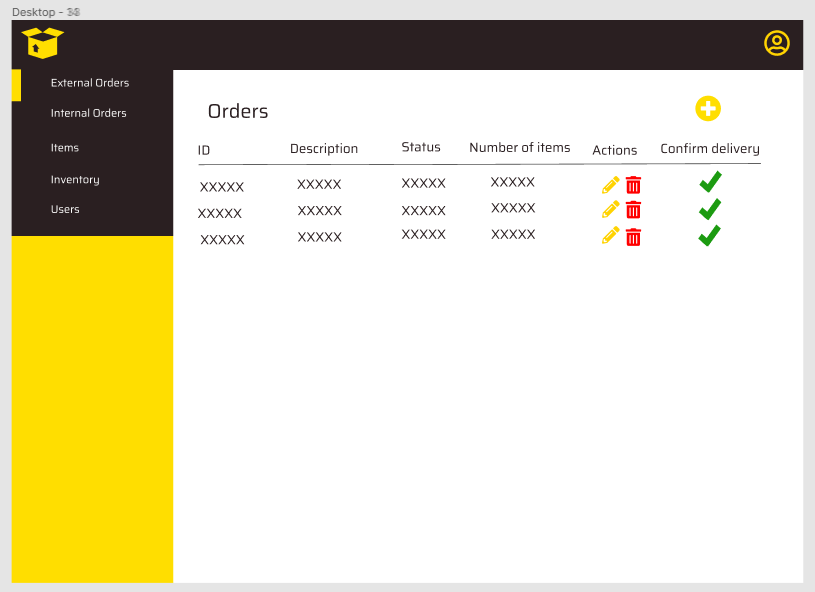 Desktop -
External Orders
Internal Orders
Items
Inventory
Users
Orders
ID Description Status Number of items Actions Confirm delivery
XXXXX XXXXX XXXXX XXXXX
XXXXX XXXXX XXXXX XXXXX
XXXXX XXXXX XXXXX XXXXX